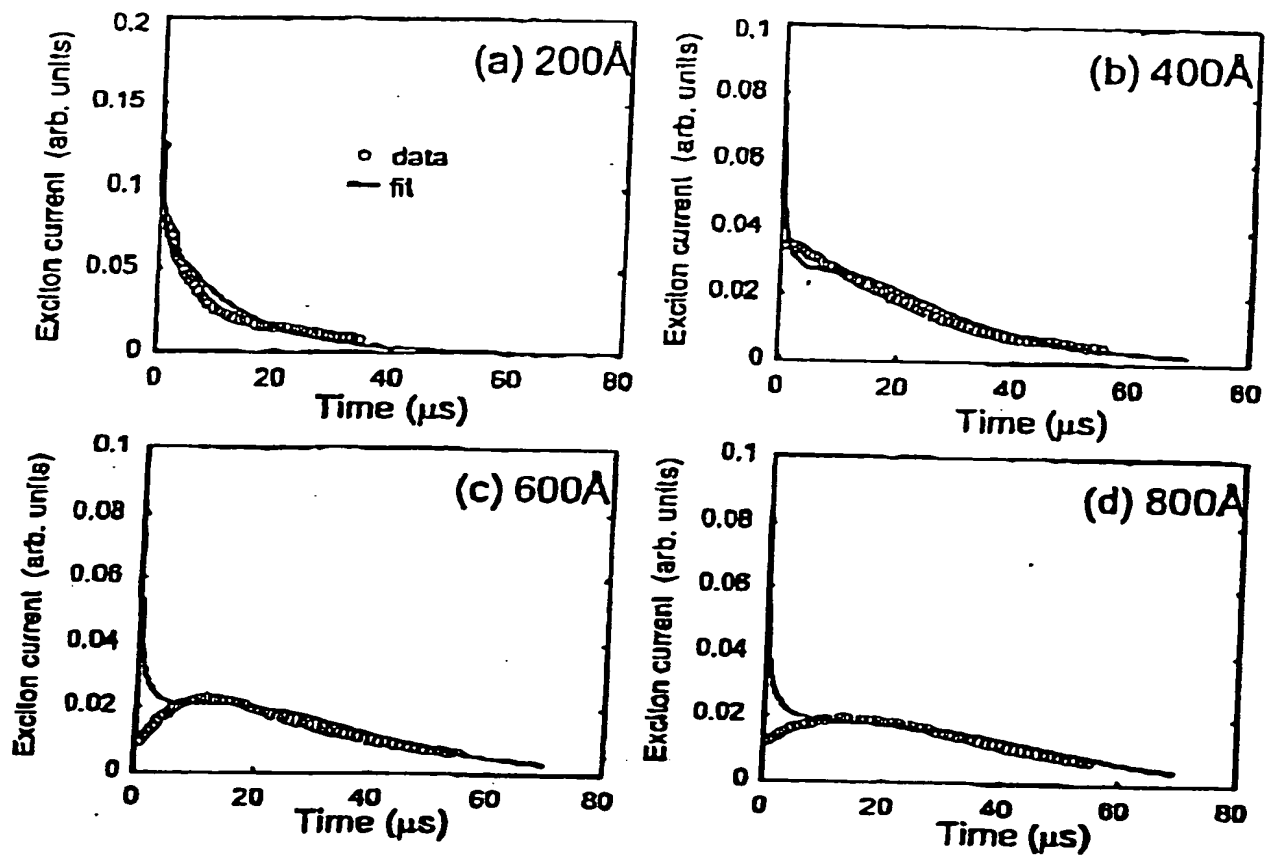 0.2
(a) 200Å
0.15
0.1
0.05
0
Exciton current (arb. units)
data
fit
0 20 40 60 80
Time (μs)
0.1
(b) 400Å
0.08
0.06
0.04
0.02
0
Exciton current (arb. units)
0 20 40 60 80
Time (μs)
0.1
(c) 600Å
0.08
0.06
0.04
0.02
0
Exciton current (arb. units)
0 20 40 60 80
Time (μs)
0.1
(d) 800Å
0.08
0.06
0.04
0.02
0
Exciton current (arb. units)
0 20 40 60 80
Time (μs)